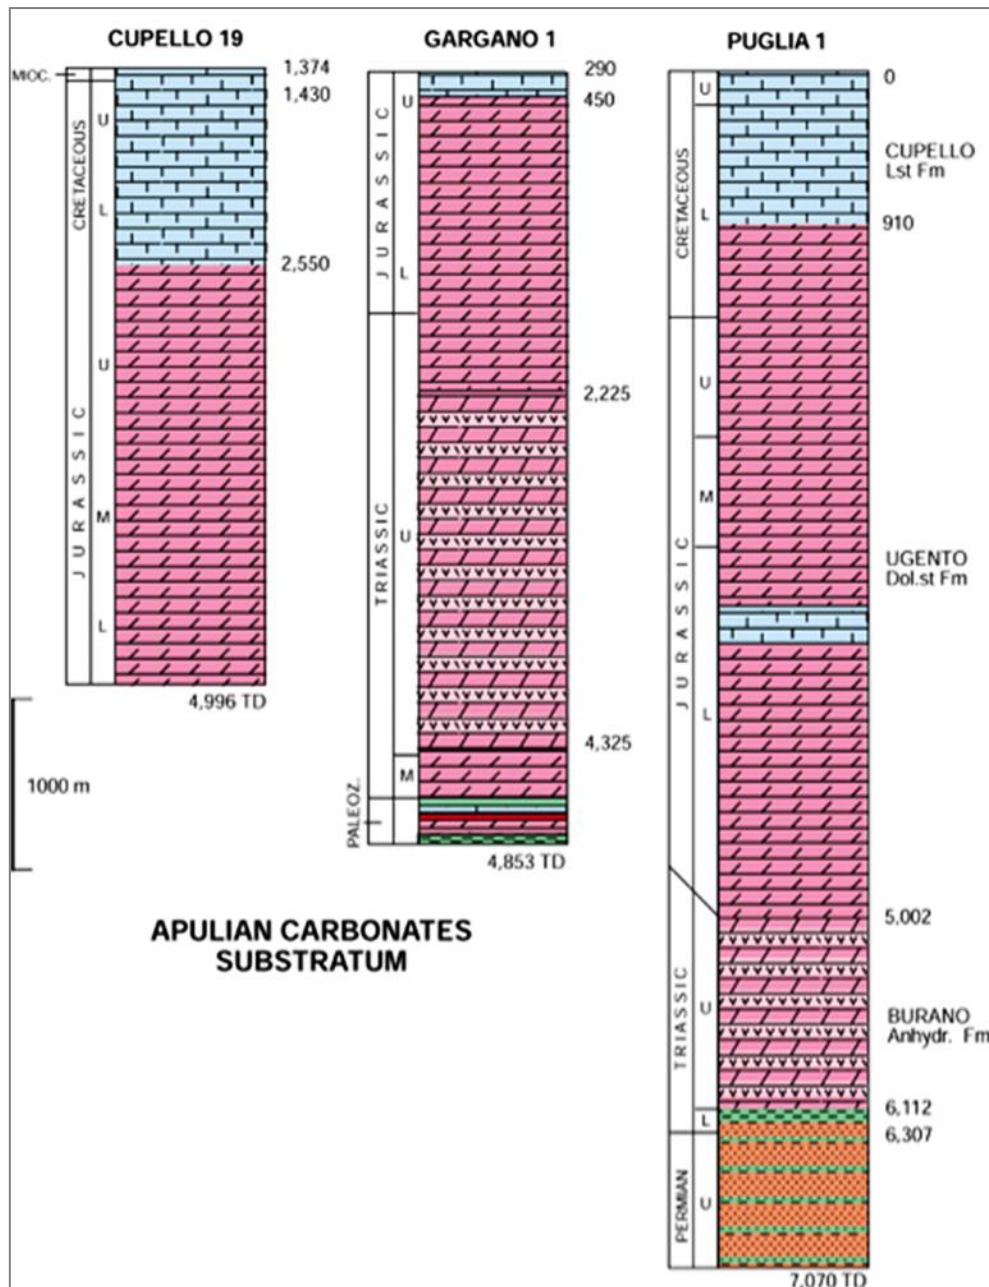 CUPELLO 19
MIOC.
CRETACEOUS
JURASSIC
U
L
U
M
L
1,374
1,430
2,550
4,996 TD
1000 m
GARGANO 1
JURASSIC
TRIASSIC
PALEOZ.
U
L
U
M
290
450
2,225
4,325
4,853 TD
PUGLIA 1
CRETACEOUS
JURASSIC
TRIASSIC
PERMIAN
U
L
U
M
L
U
L
U
0
CUPELLO
Lst Fm
910
UGENTO
Dol.st Fm
5,002
BURANO
Anhydr. Fm
6,112
6,307
7,070 TD
APULIAN CARBONATES
SUBSTRATUM